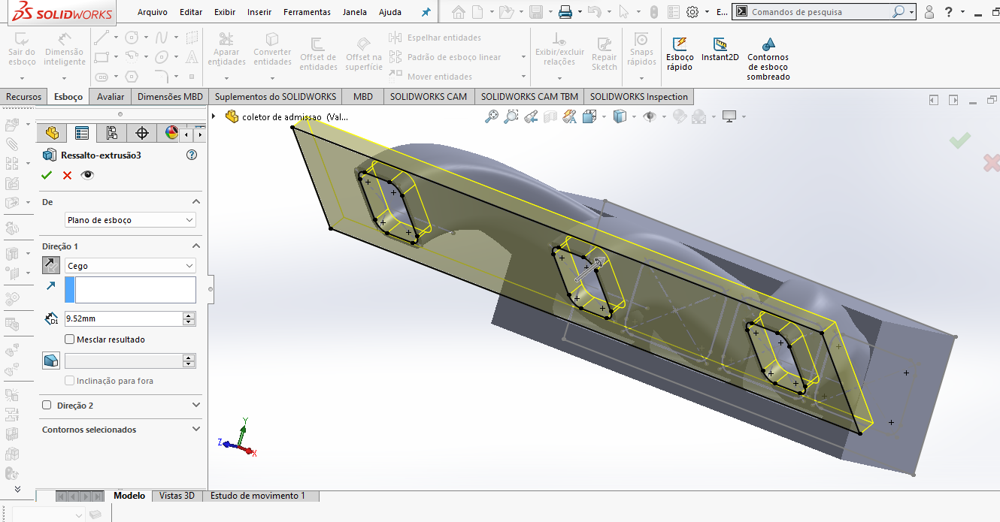 SOLIDWORKS
Arquivo Editar Exibir Inserir Ferramentas Janela Ajuda
E...
Comandos de pesquisa
?
Sair do esboço
Dimensão inteligente
Aparar entidades
Converter entidades
Offset de entidades
Offset na superfície
Espelhar entidades
Padrão de esboço linear
Mover entidades
Exibir/excluir relações
Repair Sketch
Snaps rápidos
Esboço rápido
Instant2D
Contornos de esboço sombreado
Recursos Esboço Avaliar Dimensões MBD Suplementos do SOLIDWORKS MBD SOLIDWORKS CAM SOLIDWORKS CAM TBM SOLIDWORKS Inspection
coletor de admissao (Val...
Ressalto-extrusão3
De
Plano de esboço
Direção 1
Cego
D1
9.52mm
Mesclar resultado
Inclinação para fora
Direção 2
Contornos selecionados
Y
Z
X
Modelo Vistas 3D Estudo de movimento 1